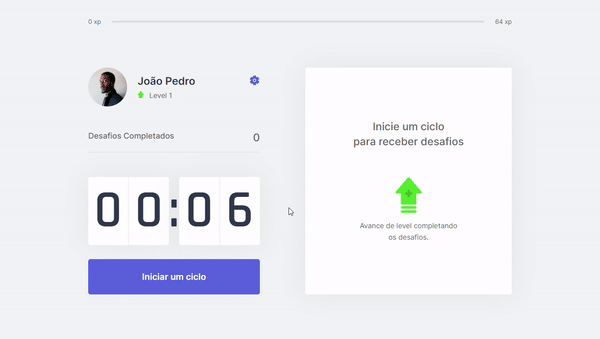 0 xp
64 xp
João Pedro
Level 1
Desafios Completados
0
00:06
Iniciar um ciclo
Inicie um ciclo
para receber desafios
Avance de level completando
os desafios.